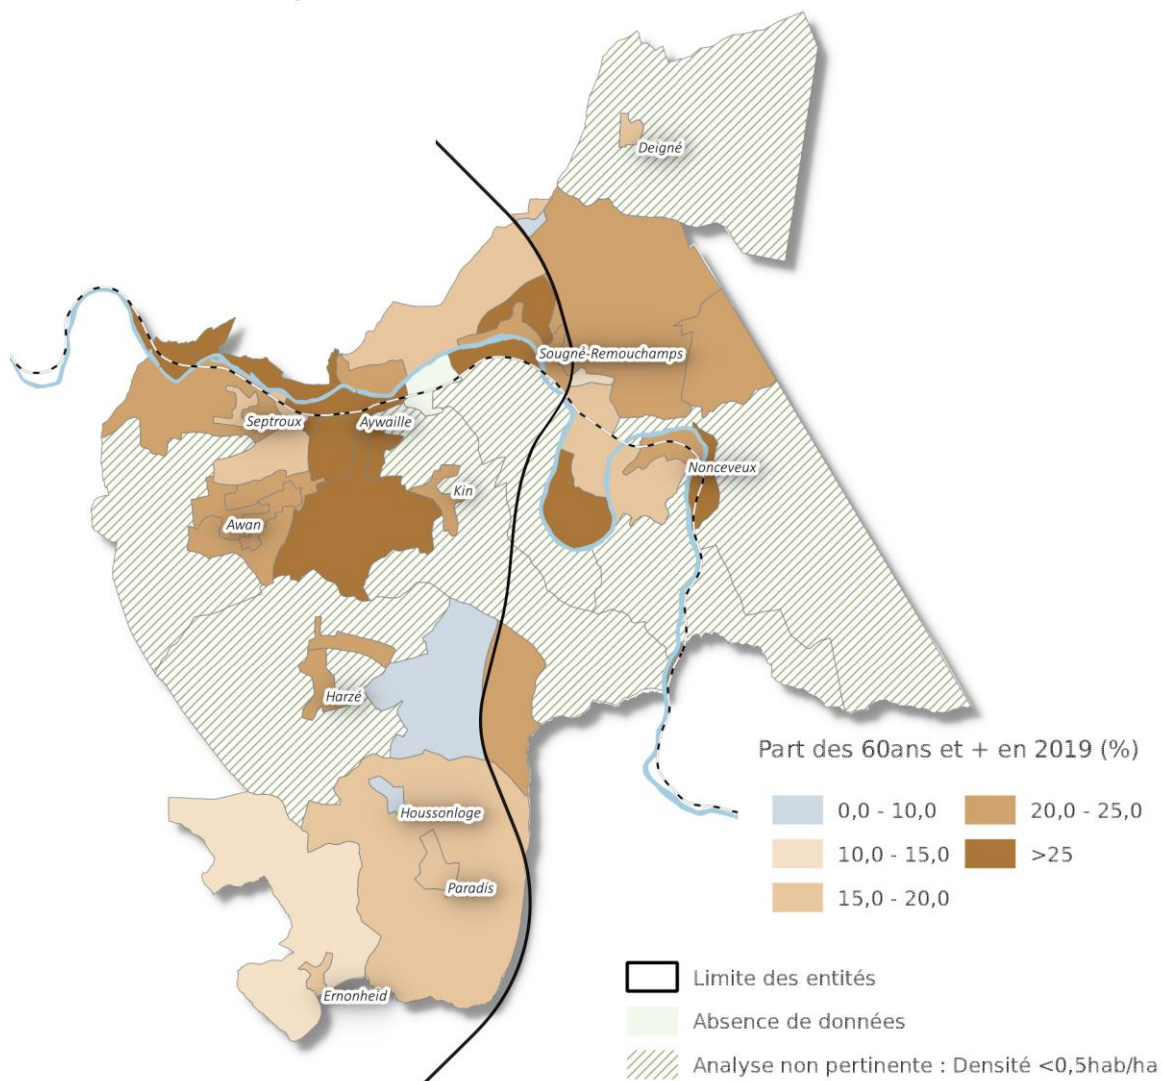 Deigné
Sougné-Remouchamps
Septroux
Aywaille
Nonceveux
Kin
Awan
Harzé
Houssonloge
Paradis
Ernonheid
Part des 60ans et + en 2019 (%)
0,0 - 10,0
20,0 - 25,0
10,0 - 15,0
>25
15,0 - 20,0
Limite des entités
Absence de données
Analyse non pertinente : Densité <0,5hab/ha